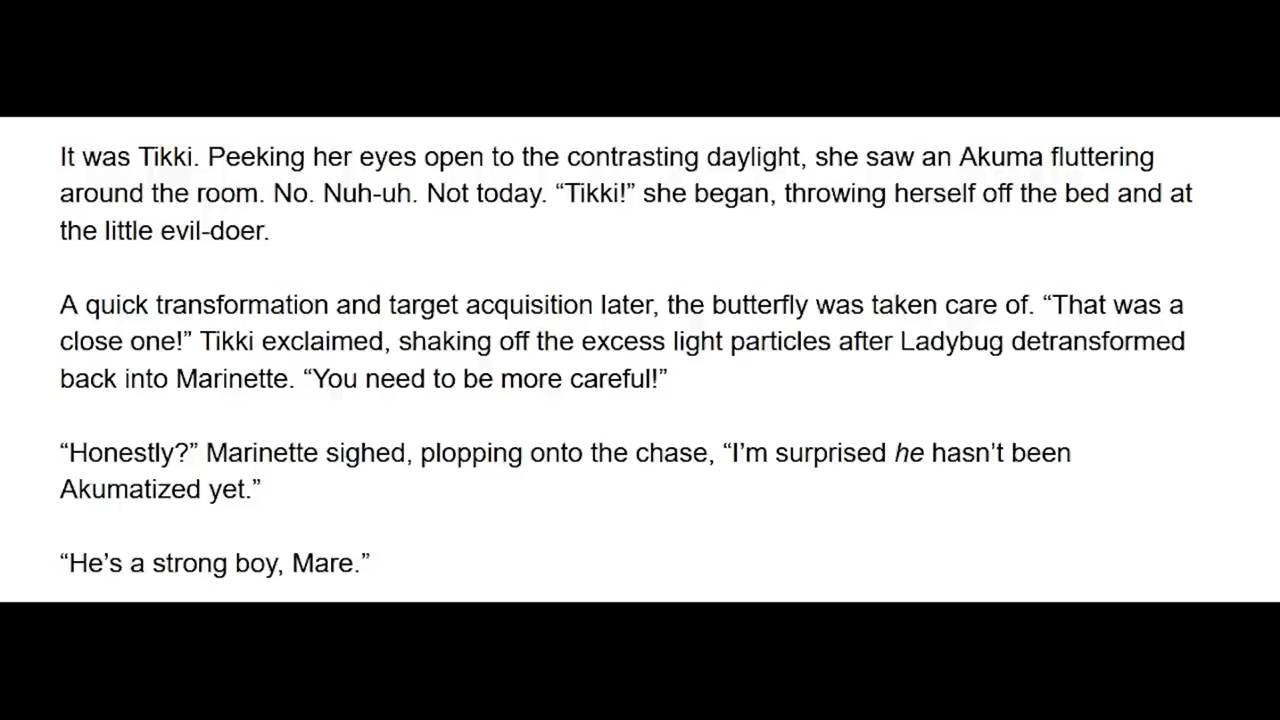 It was Tikki. Peeking her eyes open to the contrasting daylight, she saw an Akuma fluttering
around the room. No. Nuh-uh. Not today. “Tikki!” she began, throwing herself off the bed and at
the little evil-doer.
A quick transformation and target acquisition later, the butterfly was taken care of. “That was a
close one!” Tikki exclaimed, shaking off the excess light particles after Ladybug detransformed
back into Marinette. “You need to be more careful!”
“Honestly?” Marinette sighed, plopping onto the chase, “I’m surprised he hasn’t been
Akumatized yet.”
“He’s a strong boy, Mare.”